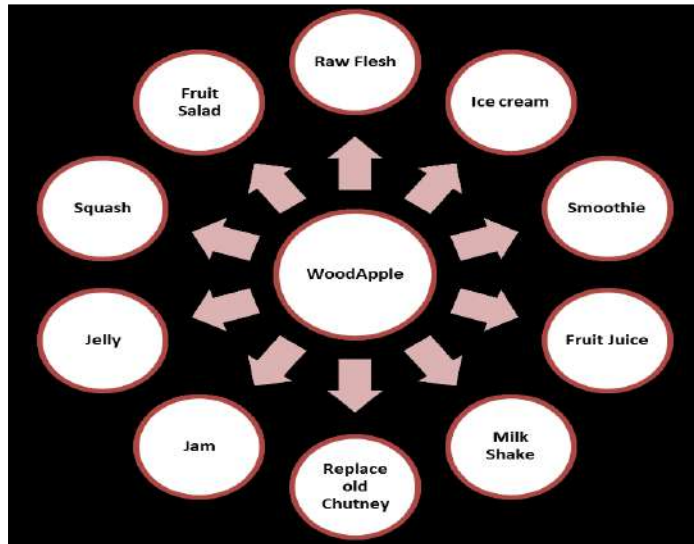 Raw Flesh
Ice cream
Smoothie
Fruit Juice
Milk
Shake
Replace
old
Chutney
Jam
Jelly
Squash
Fruit
Salad
WoodApple